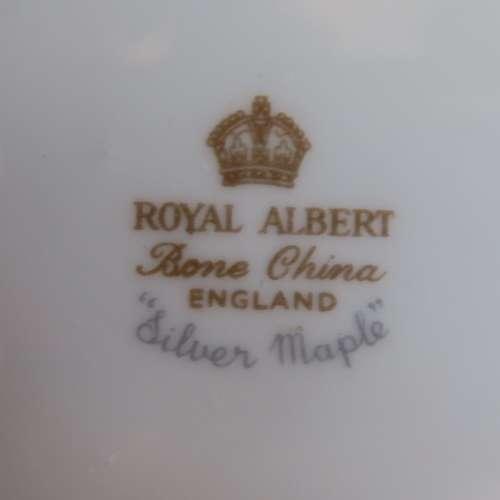 ROYAL ALBERT
Bone China
ENGLAND
"Silver Maple"